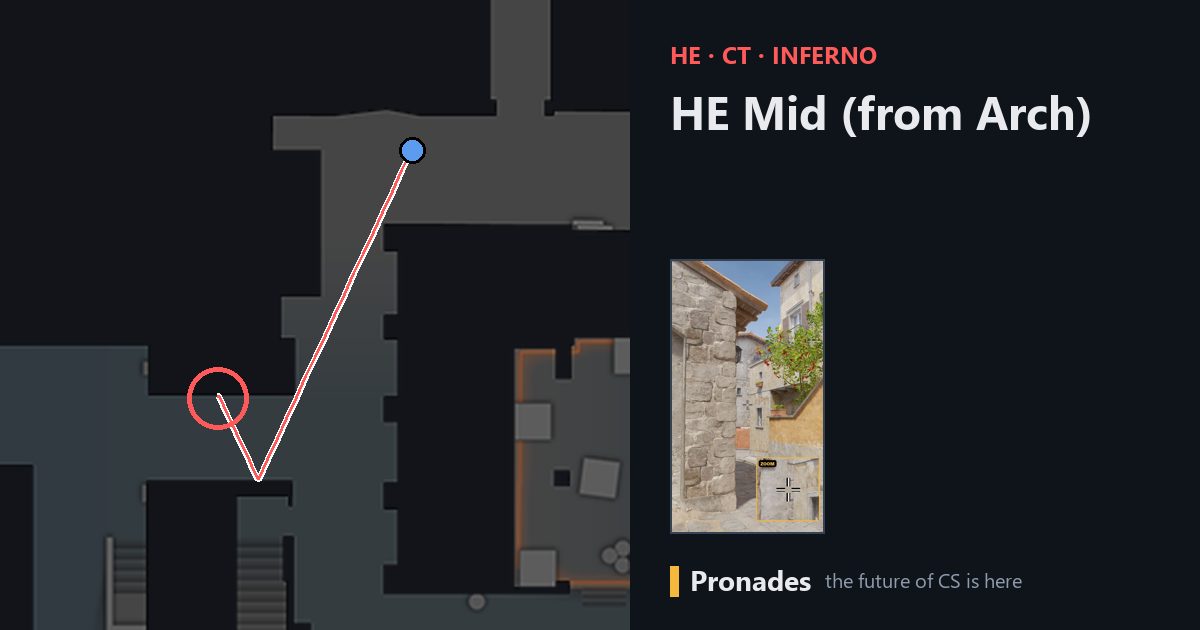 HE · CT · INFERNO
HE Mid (from Arch)
ZOOM
Pronades the future of CS is here